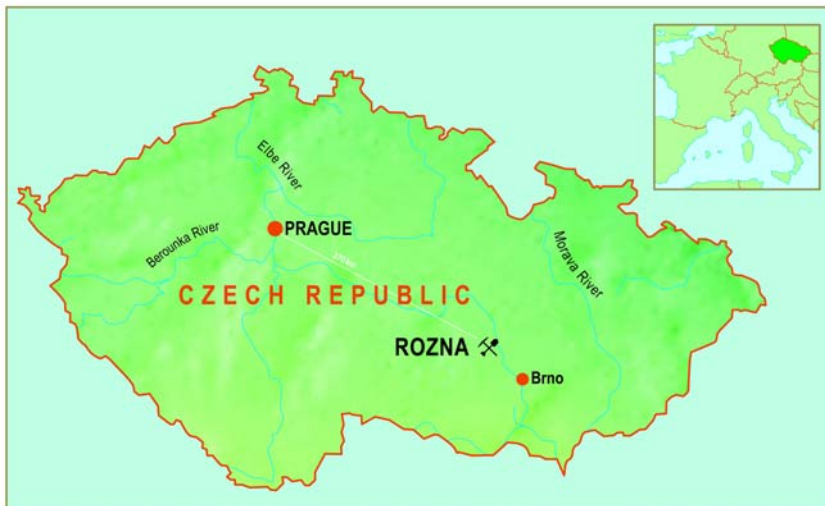 Elbe River
PRAGUE
Berounka River
Morava River
CZECH REPUBLIC
ROZNA
Brno